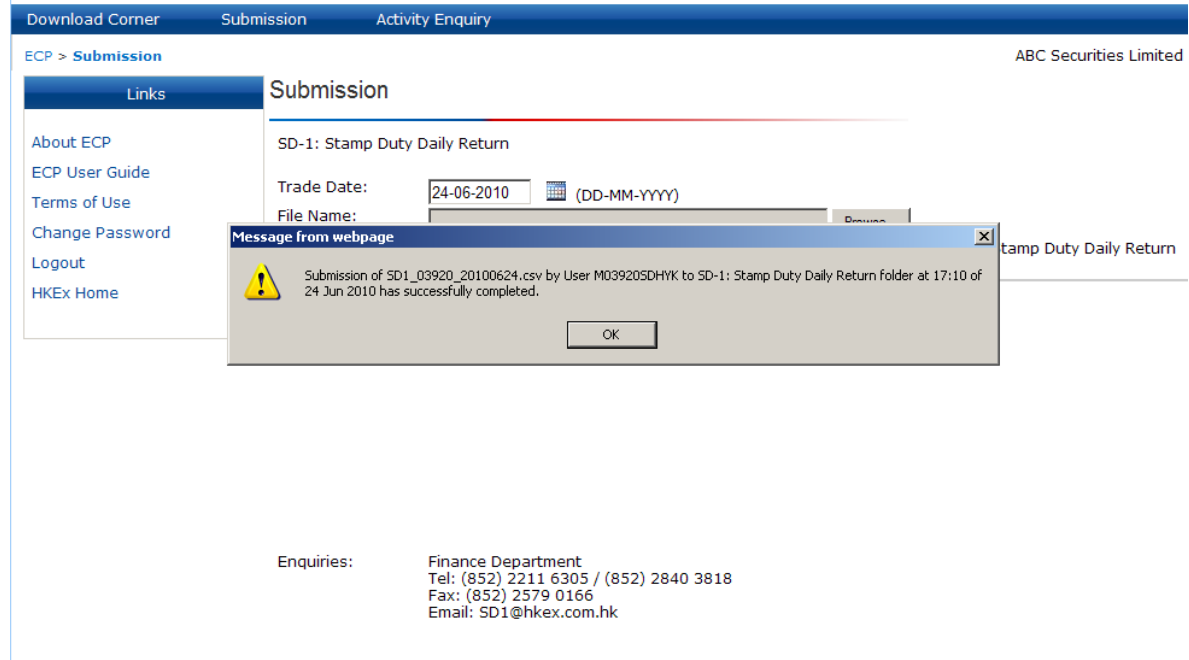 Download Corner Submission Activity Enquiry
ECP > Submission ABC Securities Limited
Links
About ECP
ECP User Guide
Terms of Use
Change Password
Logout
HKEx Home
Submission
SD-1: Stamp Duty Daily Return
Trade Date: 24-06-2010 (DD-MM-YYYY)
File Name: Browse...
tamp Duty Daily Return
Message from webpage
Submission of SD1_03920_20100624.csv by User M03920SDHYK to SD-1: Stamp Duty Daily Return folder at 17:10 of
24 Jun 2010 has successfully completed.
OK
Enquiries: Finance Department
Tel: (852) 2211 6305 / (852) 2840 3818
Fax: (852) 2579 0166
Email: SD1@hkex.com.hk